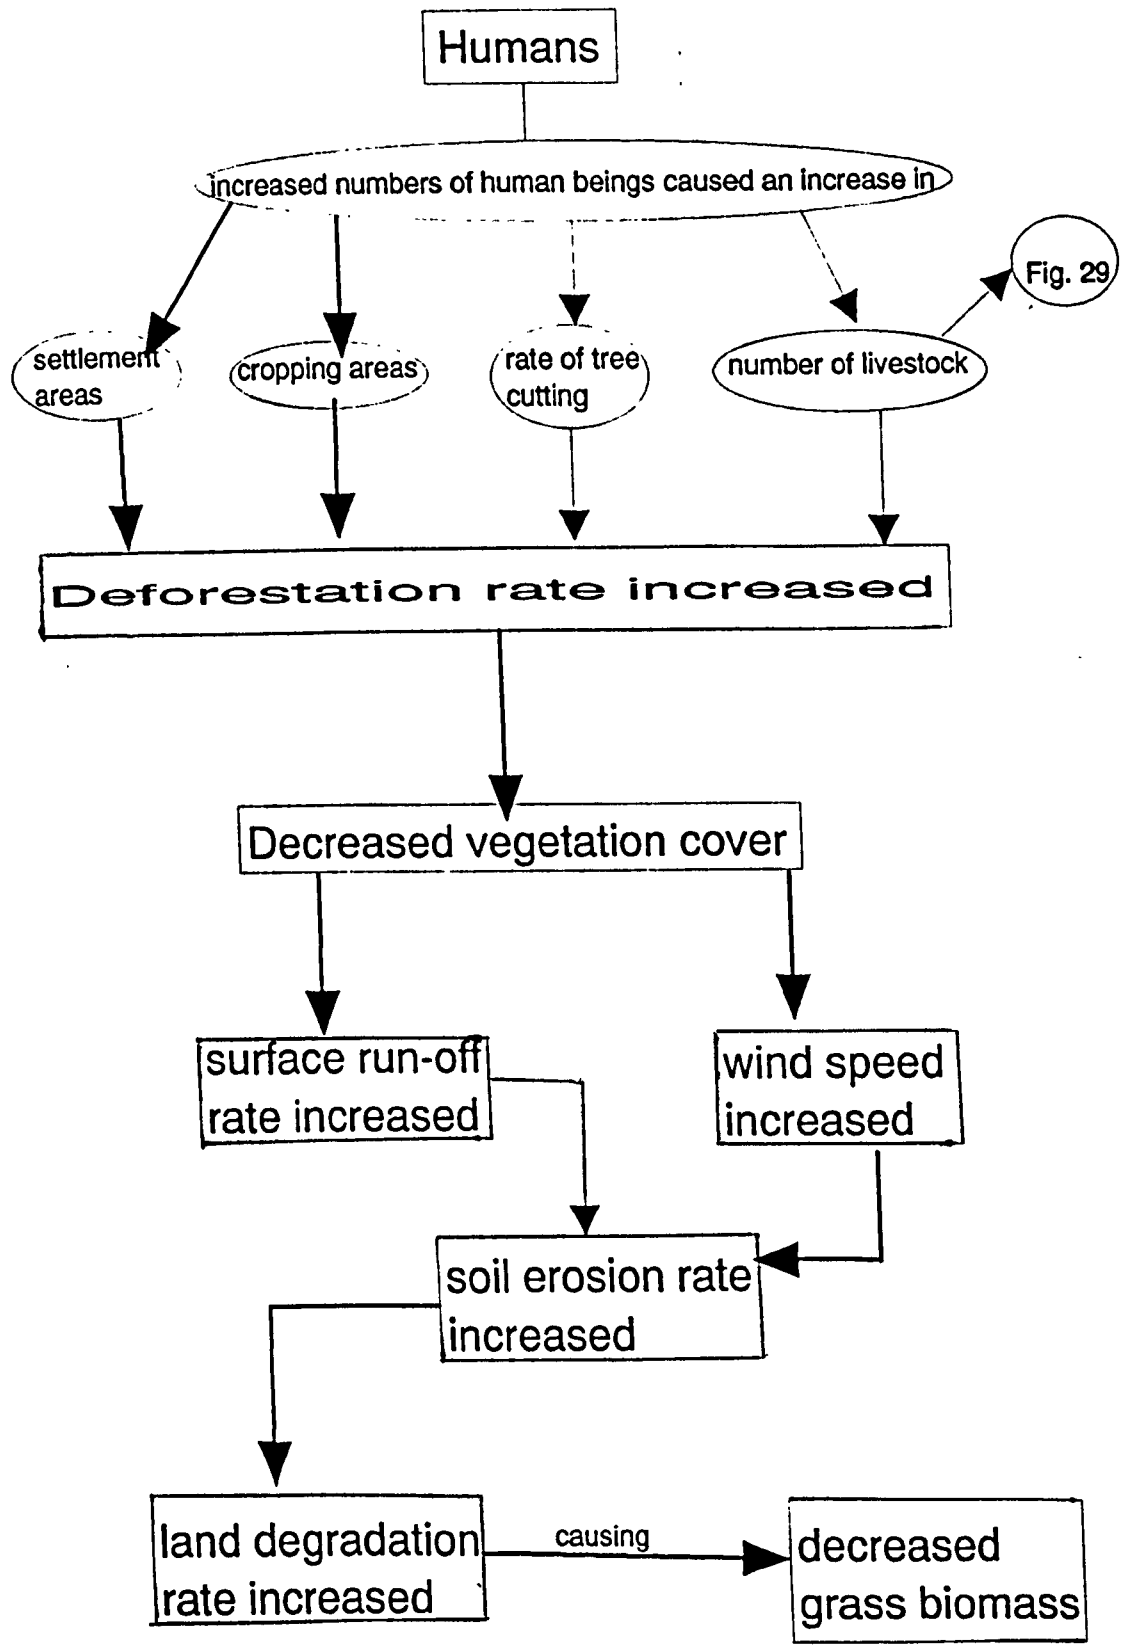 Humans
increased numbers of human beings caused an increase in
Fig. 29
settlement
areas
cropping areas
rate of tree
cutting
number of livestock
Deforestation rate increased
Decreased vegetation cover
surface run-off
rate increased
wind speed
increased
soil erosion rate
increased
land degradation
rate increased
causing
decreased
grass biomass